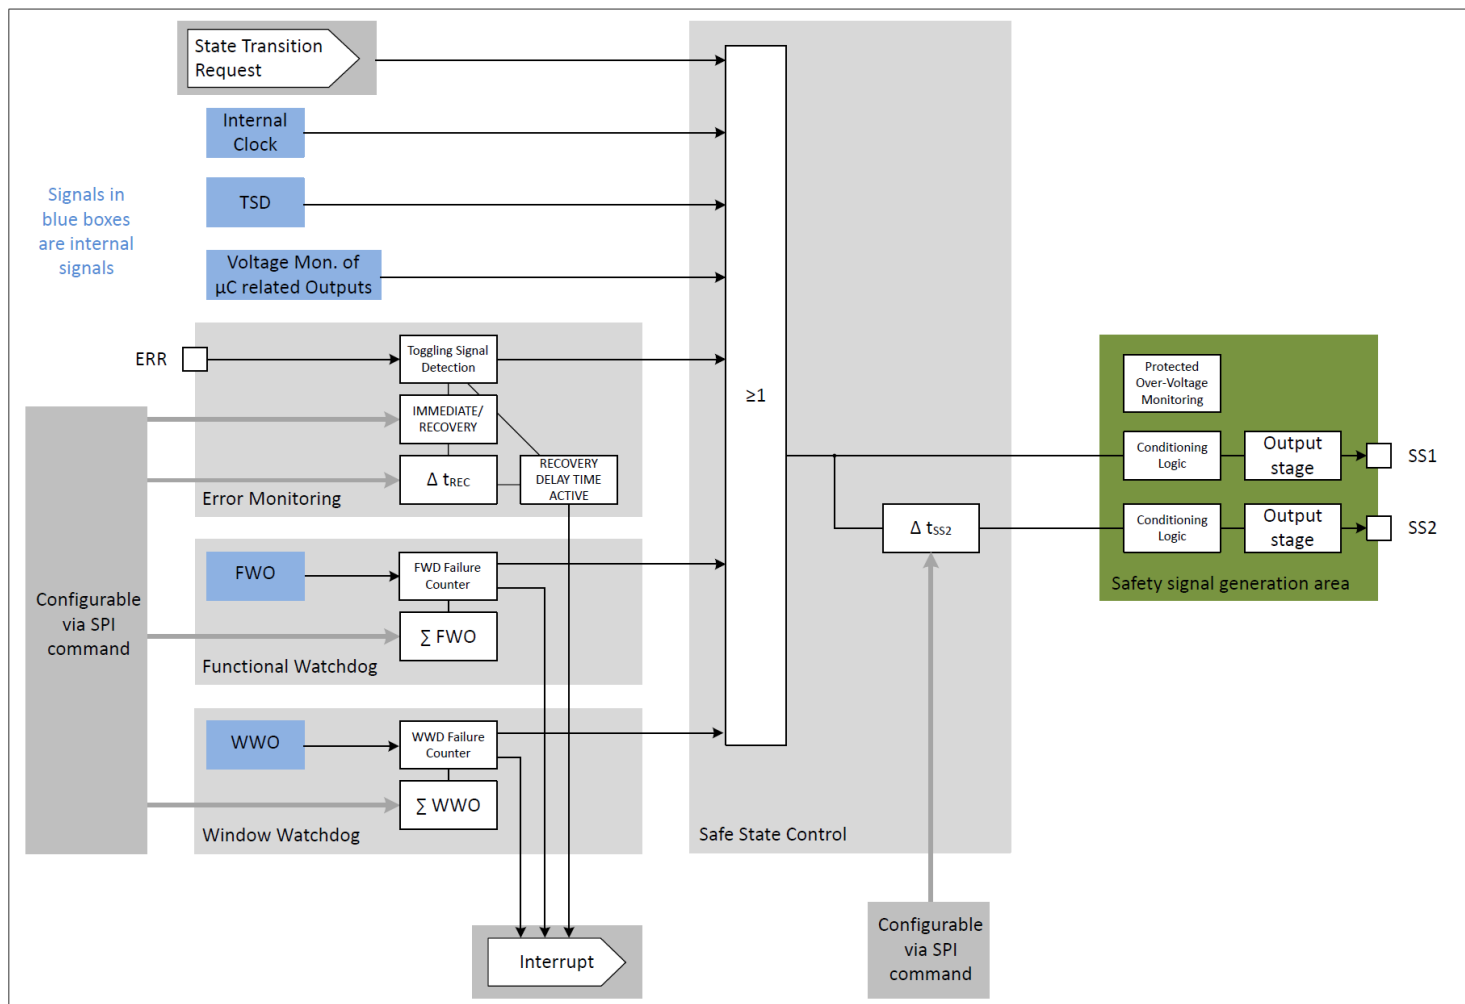 State Transition
Request
Internal
Clock
Signals in
blue boxes
are internal
signals
TSD
Voltage Mon. of
µC related Outputs
ERR
Toggling Signal
Detection
IMMEDIATE/
RECOVERY
Δ tREC
RECOVERY
DELAY TIME
ACTIVE
Error Monitoring
Configurable
via SPI
command
FWO
FWD Failure
Counter
∑ FWO
Functional Watchdog
WWO
WWD Failure
Counter
∑ WWO
Window Watchdog
Interrupt
≥1
Safe State Control
Δ tSS2
Configurable
via SPI
command
Protected
Over-Voltage
Monitoring
Conditioning
Logic
Output
stage
SS1
Conditioning
Logic
Output
stage
SS2
Safety signal generation area